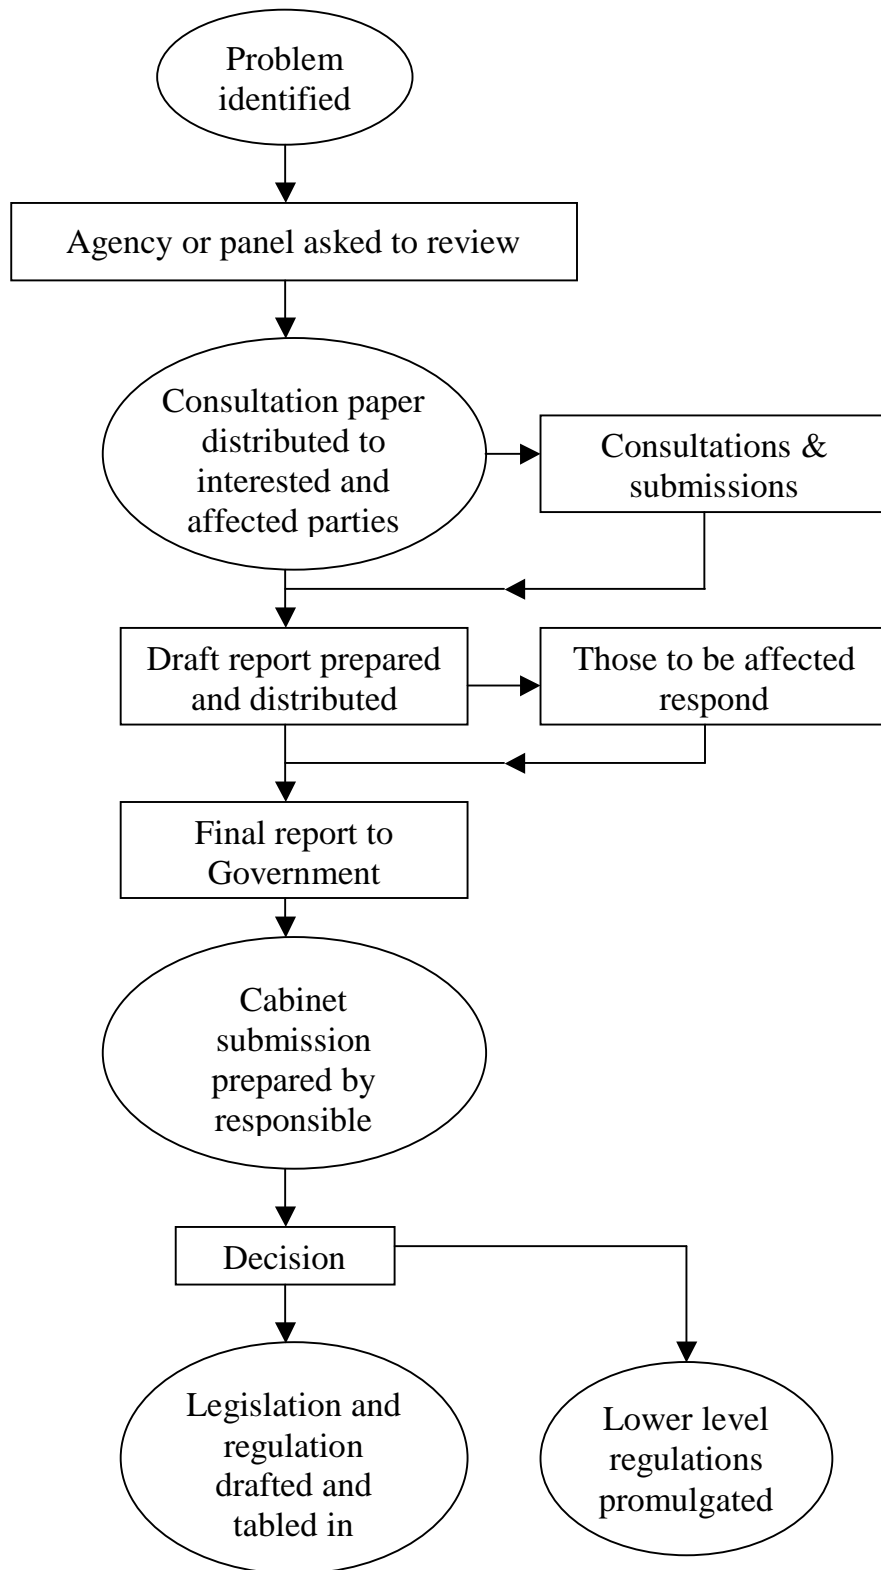 Problem
identified
Agency or panel asked to review
Consultation paper
distributed to
interested and
affected parties
Consultations &
submissions
Draft report prepared
and distributed
Those to be affected
respond
Final report to
Government
Cabinet
submission
prepared by
responsible
Decision
Legislation and
regulation
drafted and
tabled in
Lower level
regulations
promulgated